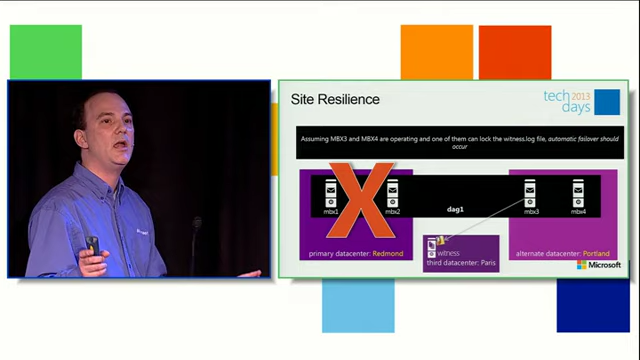 Site Resilience
tech 2013
days
Assuming MBX3 and MBX4 are operating and one of them can lock the witness.log file, automatic failover should
occur
mbx1
mbx2
dag1
mbx3
mbx4
primary datacenter: Redmond
witness
third datacenter: Paris
alternate datacenter: Portland
Microsoft